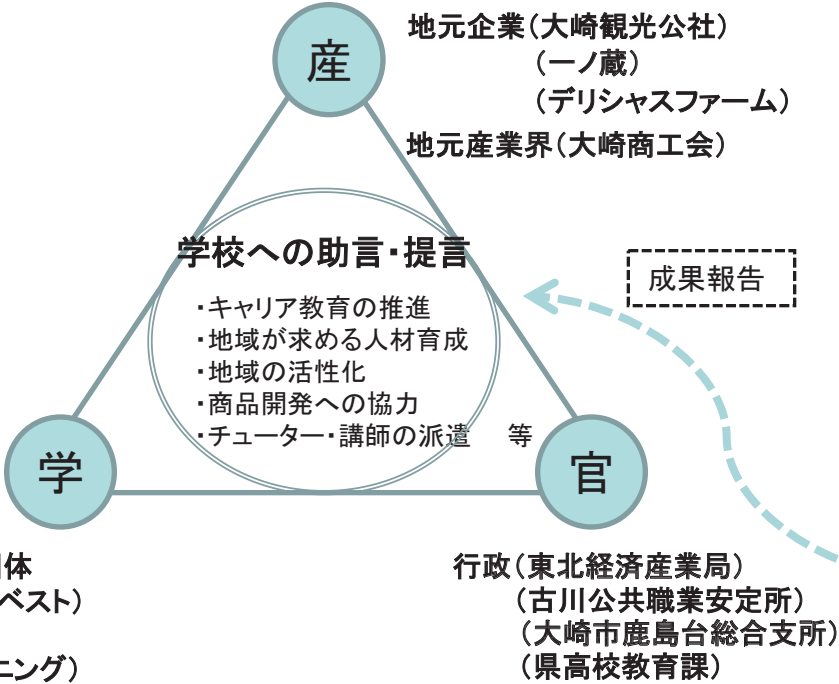 産
地元企業(大崎観光公社)
(一ノ蔵)
(デリシャスファーム)
地元産業界(大崎商工会)
学校への助言・提言
・キャリア教育の推進
・地域が求める人材育成
・地域の活性化
・商品開発への協力
・チューター・講師の派遣 等
成果報告
学
官
体
ベスト)
ニング)
行政(東北経済産業局)
(古川公共職業安定所)
(大崎市鹿島台総合支所)
(県高校教育課)